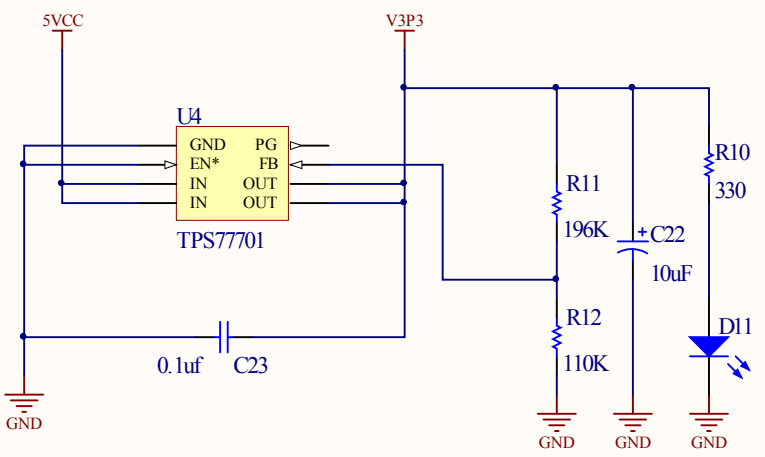 5VCC
V3P3
U4
GND PG
EN* FB
IN OUT
IN OUT
TPS77701
R10
330
R11
196K
+ C22
10uF
R12
110K
D11
0.1uf C23
GND
GND GND GND